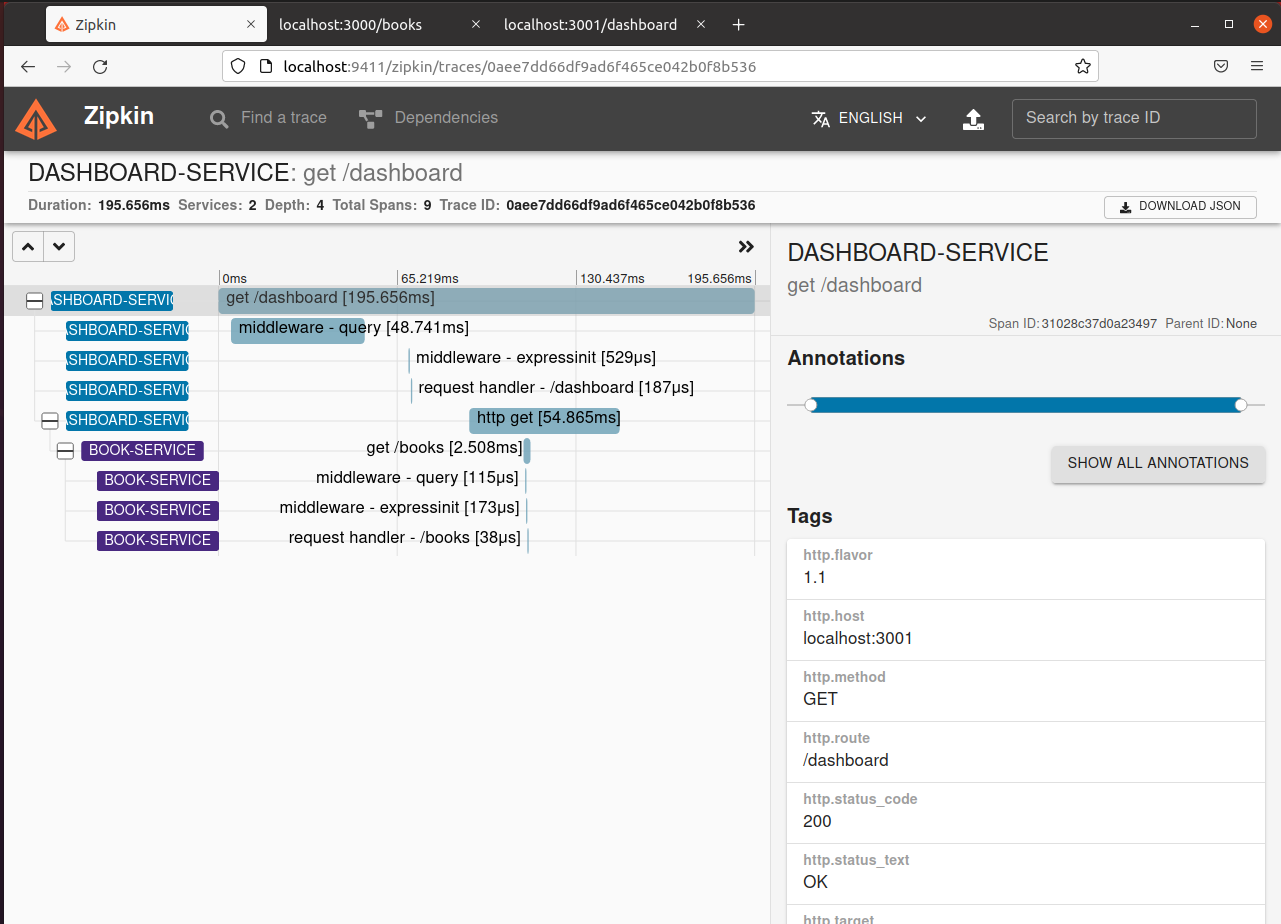 Zipkin
localhost:3000/books
localhost:3001/dashboard
localhost:9411/zipkin/traces/0aee7dd66df9ad6f465ce042b0f8b536
Zipkin
Find a trace
Dependencies
ENGLISH
Search by trace ID
DASHBOARD-SERVICE: get /dashboard
Duration: 195.656ms Services: 2 Depth: 4 Total Spans: 9 Trace ID: 0aee7dd66df9ad6f465ce042b0f8b536
DOWNLOAD JSON
0ms 65.219ms 130.437ms 195.656ms
ASHBOARD-SERVIC get /dashboard [195.656ms]
ASHBOARD-SERVIC middleware - query [48.741ms]
ASHBOARD-SERVIC middleware - expressinit [529μs]
ASHBOARD-SERVIC request handler - /dashboard [187μs]
ASHBOARD-SERVIC http get [54.865ms]
BOOK-SERVICE get /books [2.508ms]
BOOK-SERVICE middleware - query [115μs]
BOOK-SERVICE middleware - expressinit [173μs]
BOOK-SERVICE request handler - /books [38μs]
DASHBOARD-SERVICE
get /dashboard
Span ID: 31028c37d0a23497 Parent ID: None
Annotations
SHOW ALL ANNOTATIONS
Tags
http.flavor
1.1
http.host
localhost:3001
http.method
GET
http.route
/dashboard
http.status_code
200
http.status_text
OK
http.target